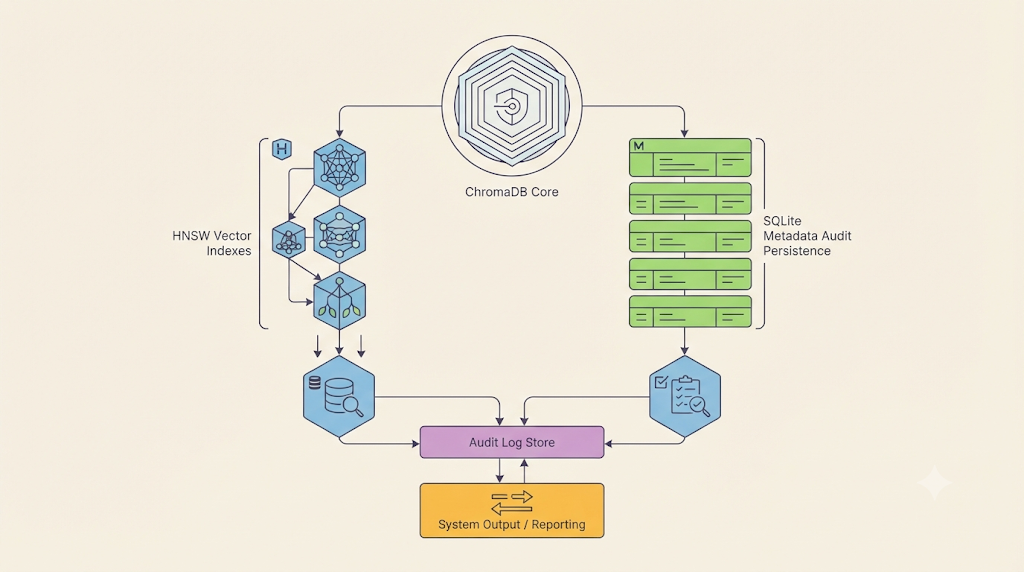 ChromaDB Core
H
HNSW Vector
Indexes
M
SQLite
Metadata Audit
Persistence
Audit Log Store
System Output / Reporting